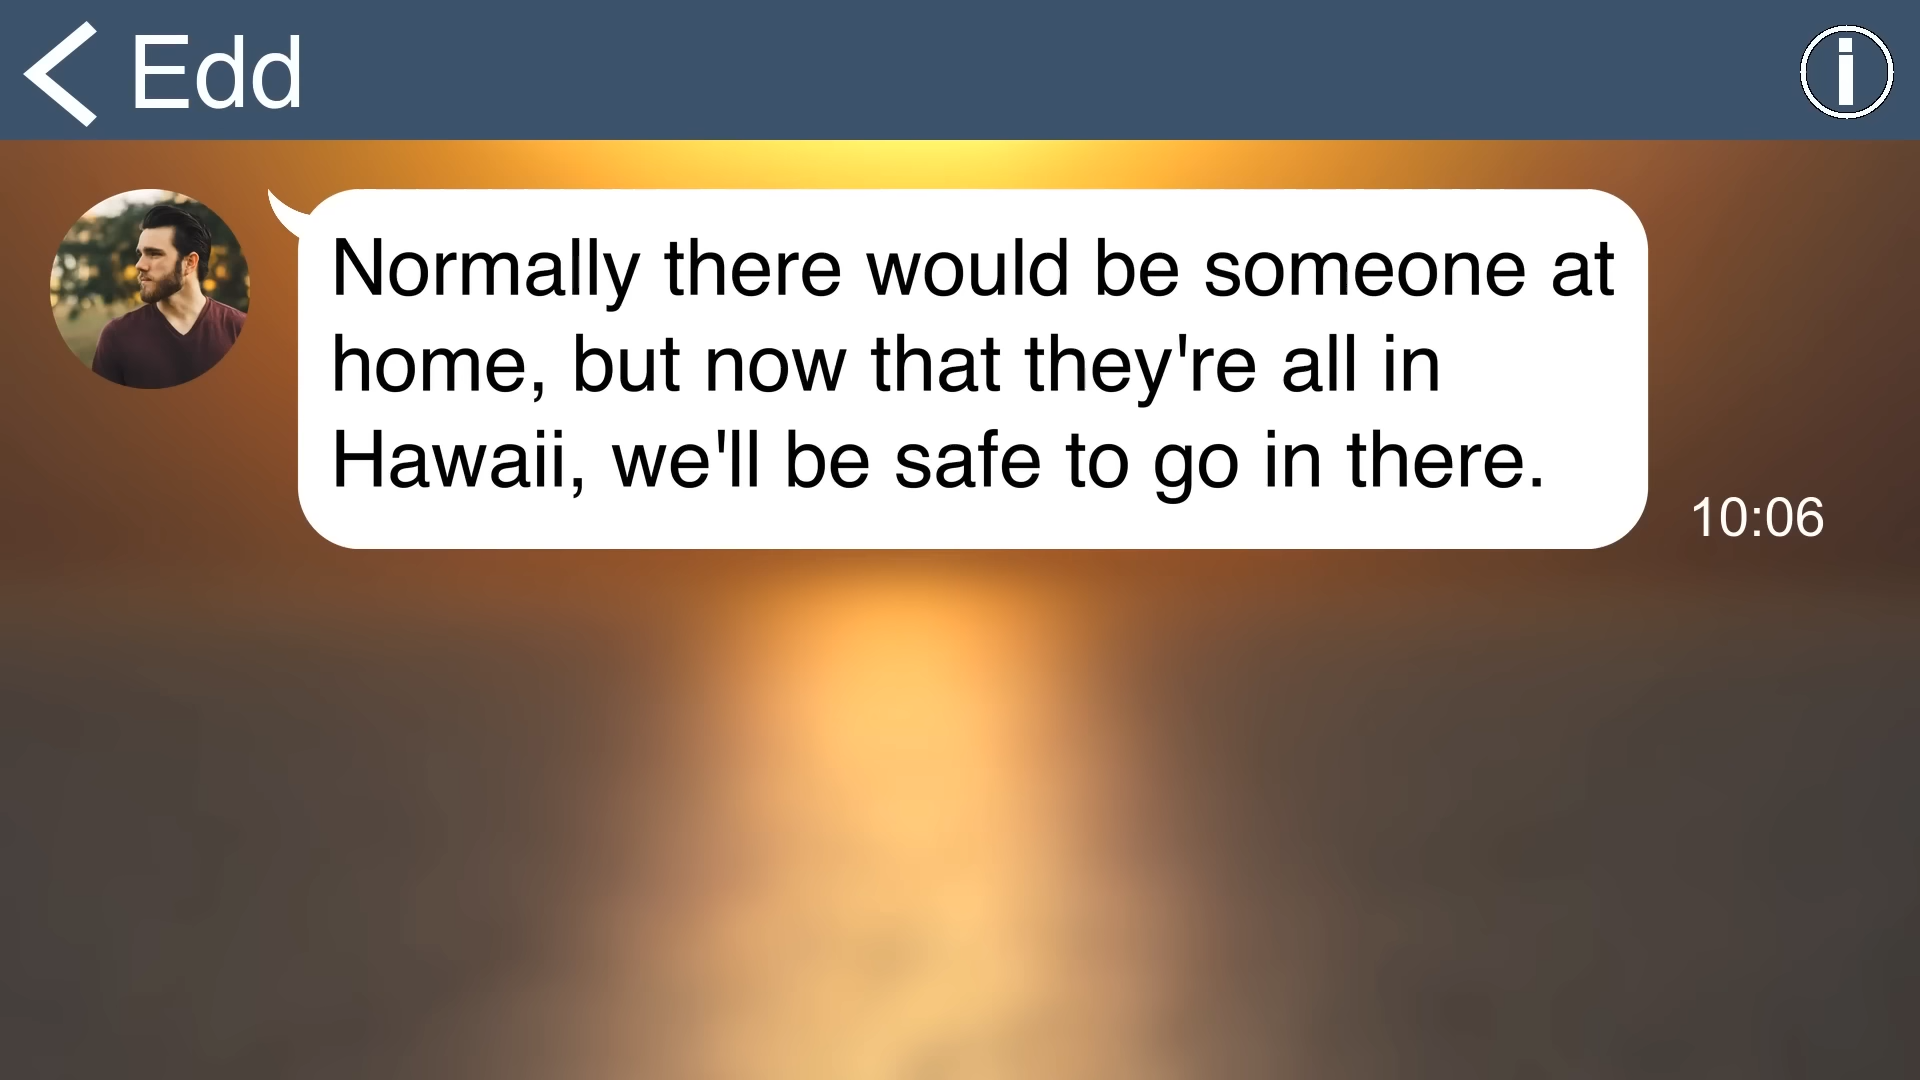 Edd
Normally there would be someone at
home, but now that they're all in
Hawaii, we'll be safe to go in there.
10:06